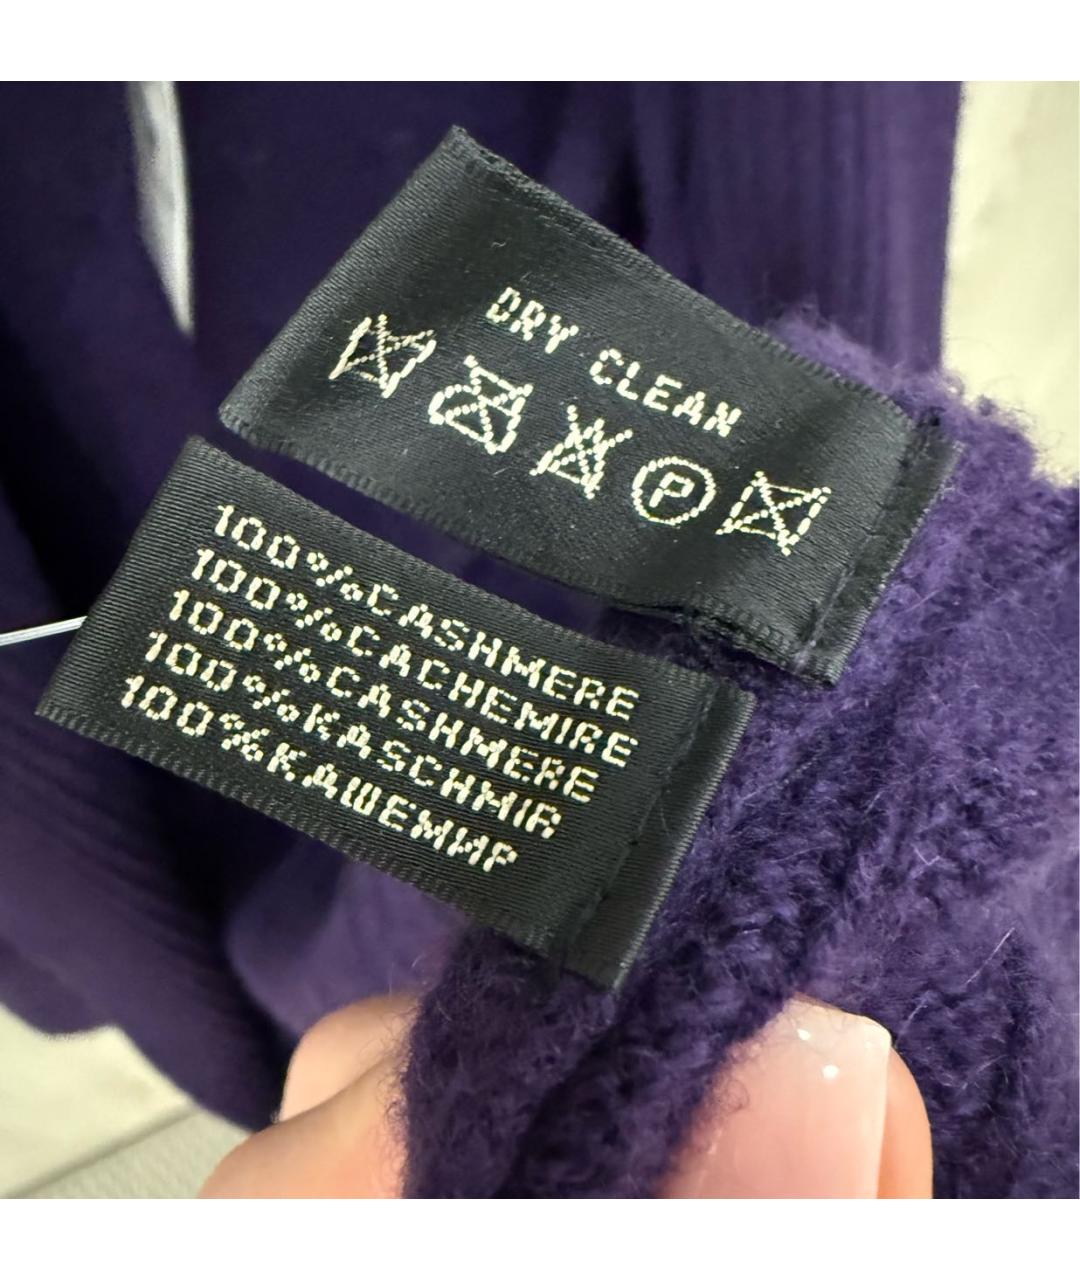 DRY CLEAN
P
100%CASHMERE
100%CACHEMIRE
100%CASHMERE
100%KASCHMIR
100%КАШЕМИР